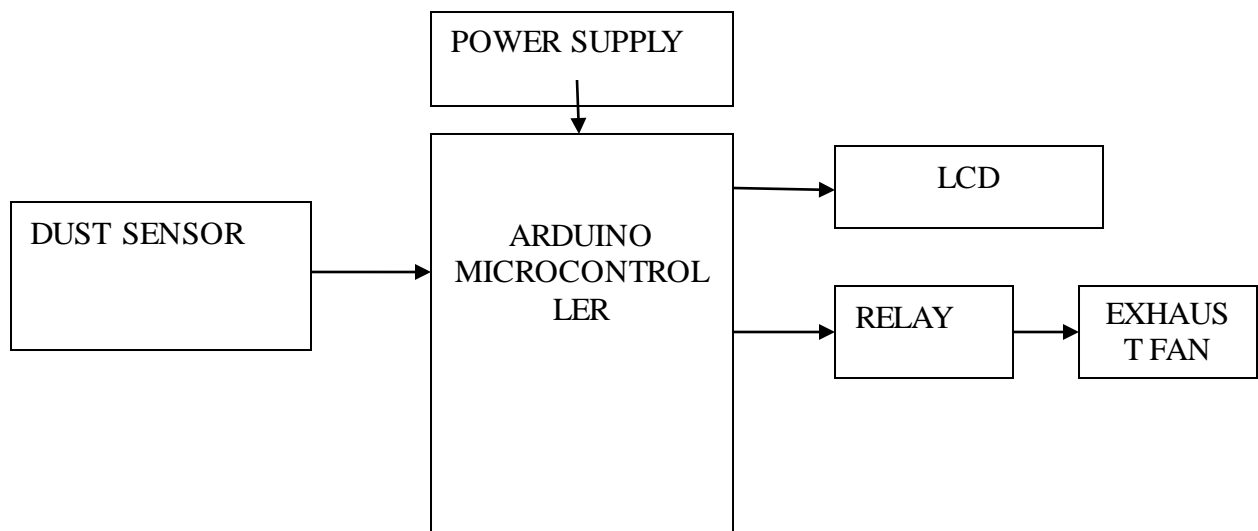 POWER SUPPLY
LCD
DUST SENSOR
ARDUINO
MICROCONTROL
LER
RELAY
EXHAUS
T FAN